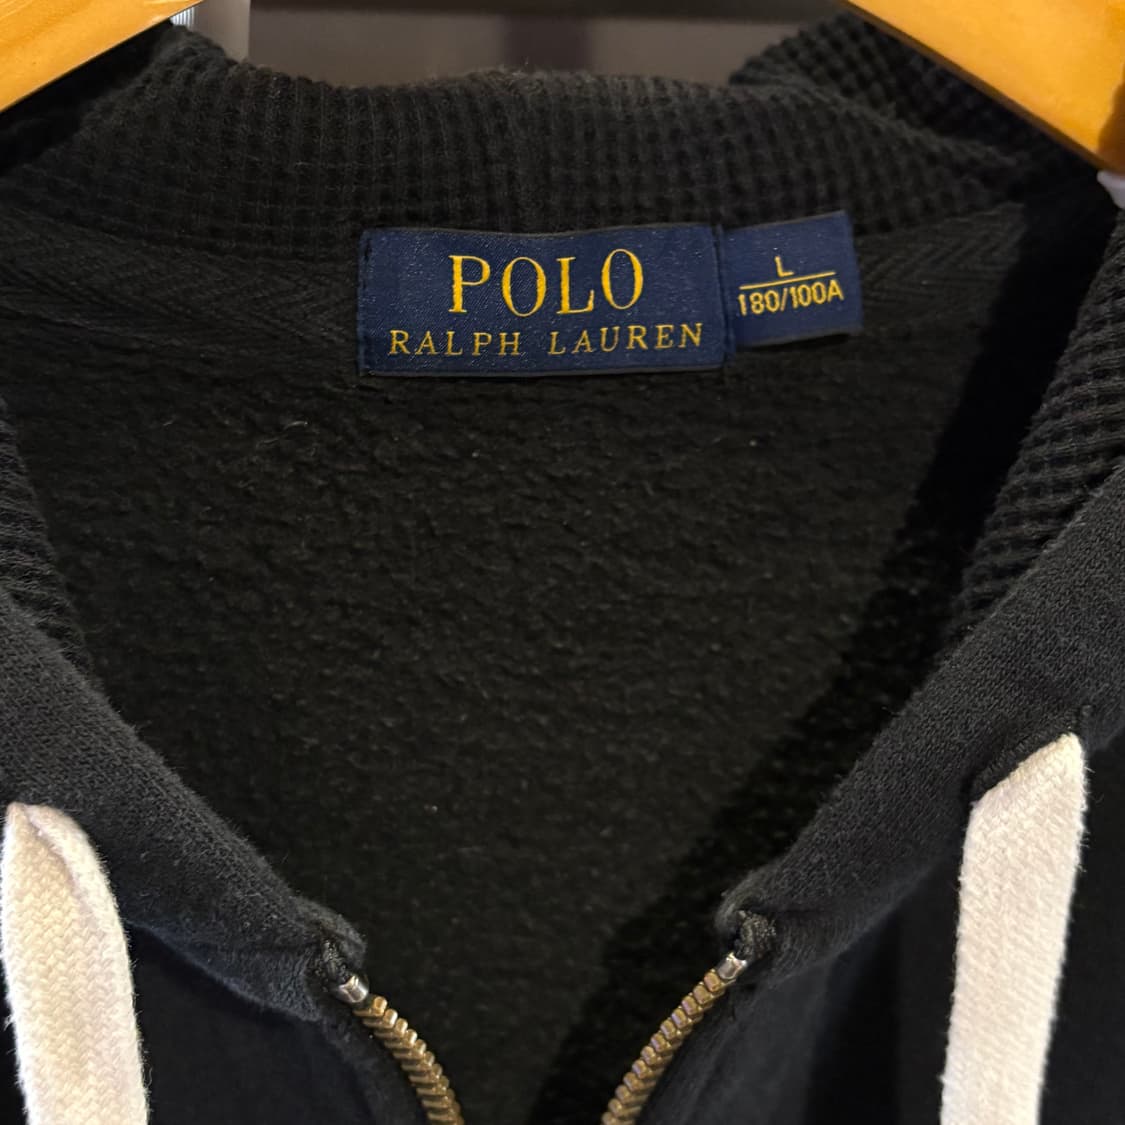 POLO
RALPH LAUREN
L
180/100A